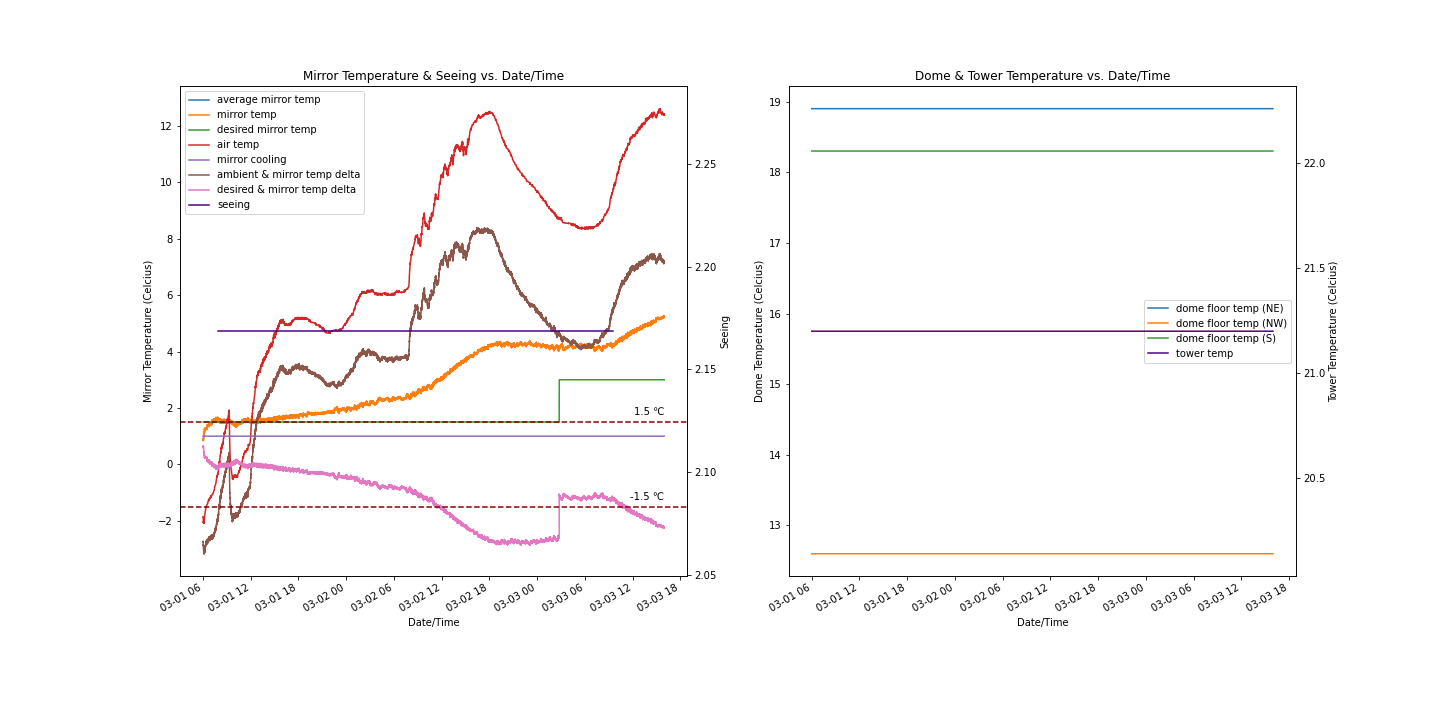 Mirror Temperature & Seeing vs. Date/Time
average mirror temp
mirror temp
desired mirror temp
air temp
mirror cooling
ambient & mirror temp delta
desired & mirror temp delta
seeing
12
10
8
6
4
2
0
−2
Mirror Temperature (Celcius)
1.5 °C
-1.5 °C
2.25
2.20
2.15
2.10
2.05
Seeing
03-01 06
03-01 12
03-01 18
03-02 00
03-02 06
03-02 12
03-02 18
03-03 00
03-03 06
03-03 12
03-03 18
Date/Time
Dome & Tower Temperature vs. Date/Time
19
18
17
16
15
14
13
Dome Temperature (Celcius)
dome floor temp (NE)
dome floor temp (NW)
dome floor temp (S)
tower temp
22.0
21.5
21.0
20.5
Tower Temperature (Celcius)
03-01 06
03-01 12
03-01 18
03-02 00
03-02 06
03-02 12
03-02 18
03-03 00
03-03 06
03-03 12
03-03 18
Date/Time